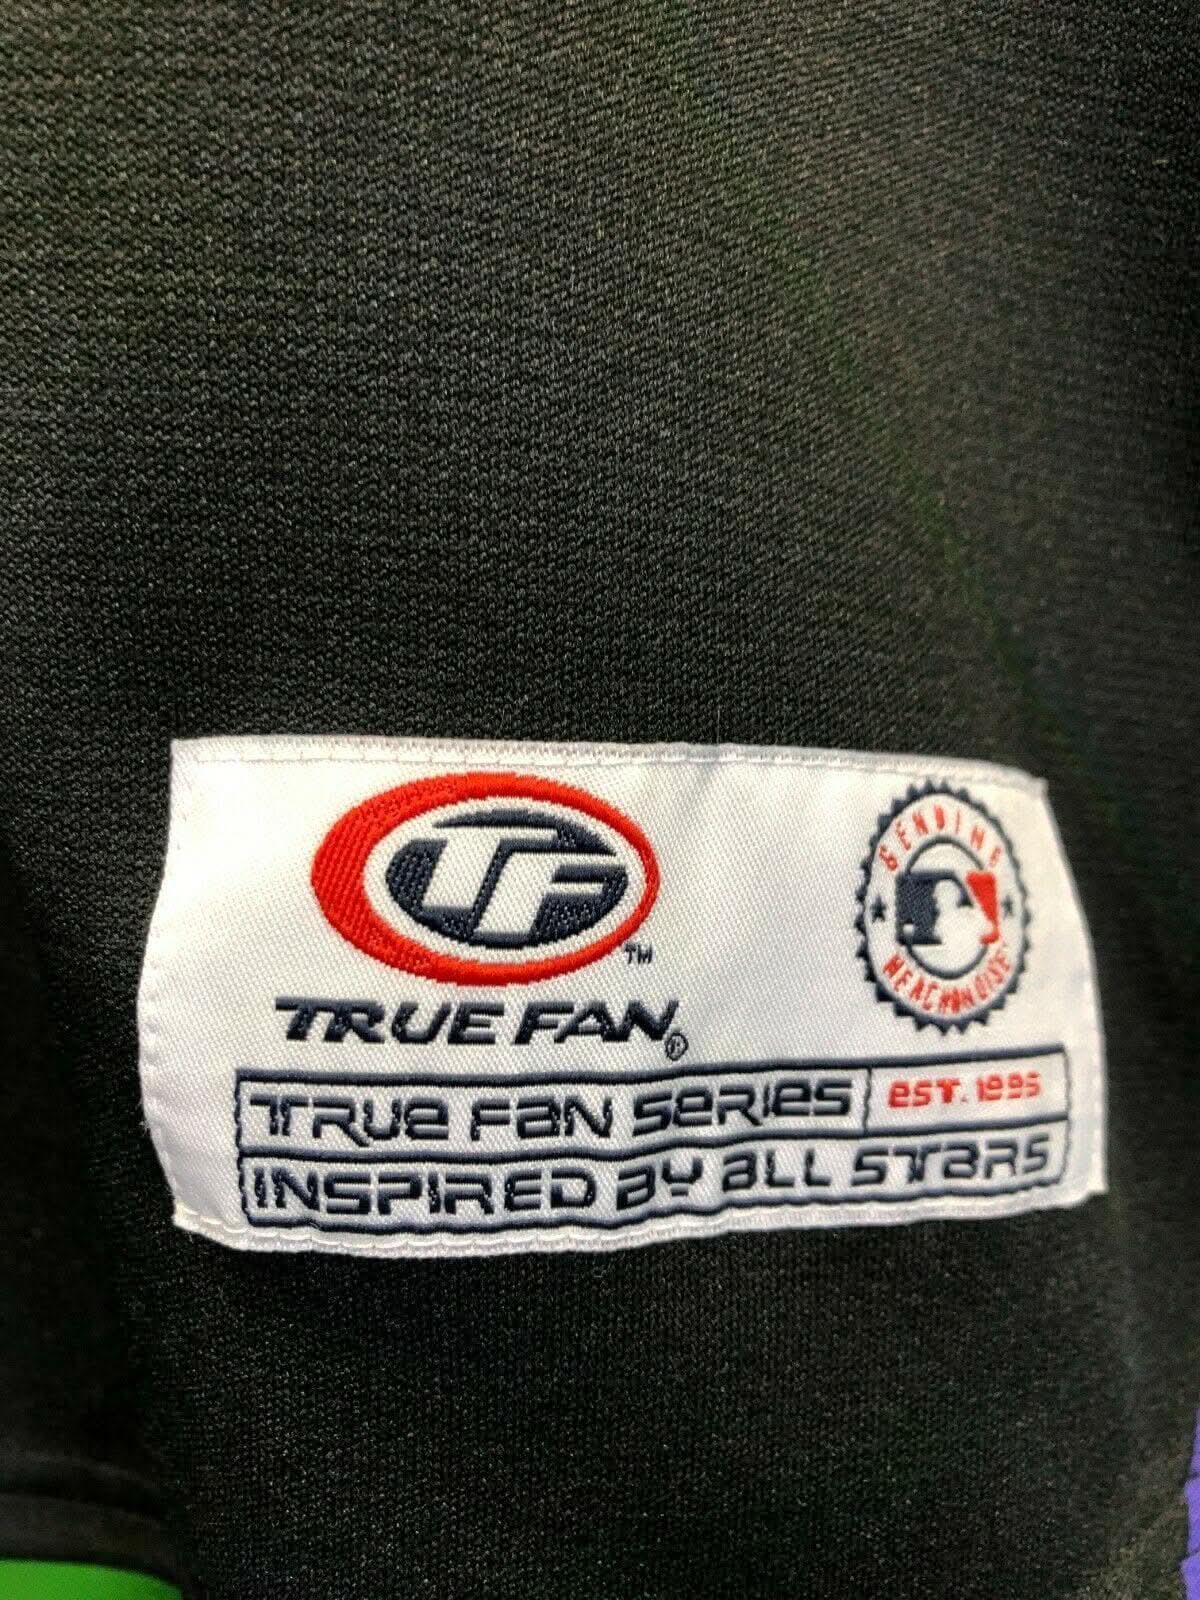 TF
TM
TRUE FAN®
GENUINE
MERCHANDISE
TRUE FAN SERIES EST. 1995
INSPIRED BY ALL STARS